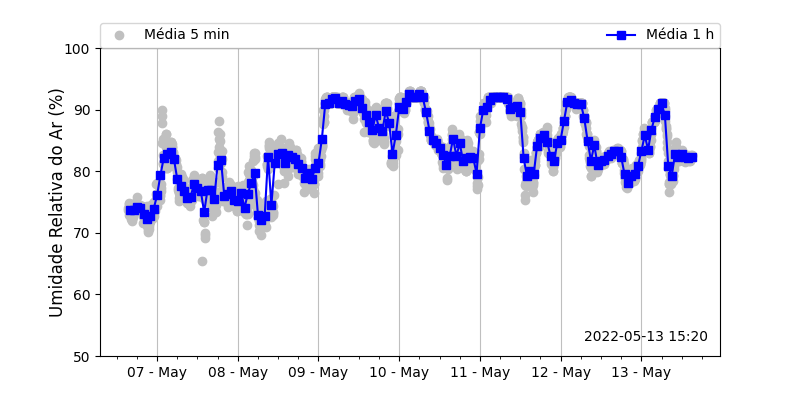 Média 5 min
Média 1 h
Umidade Relativa do Ar (%)
100
90
80
70
60
50
2022-05-13 15:20
07 - May
08 - May
09 - May
10 - May
11 - May
12 - May
13 - May